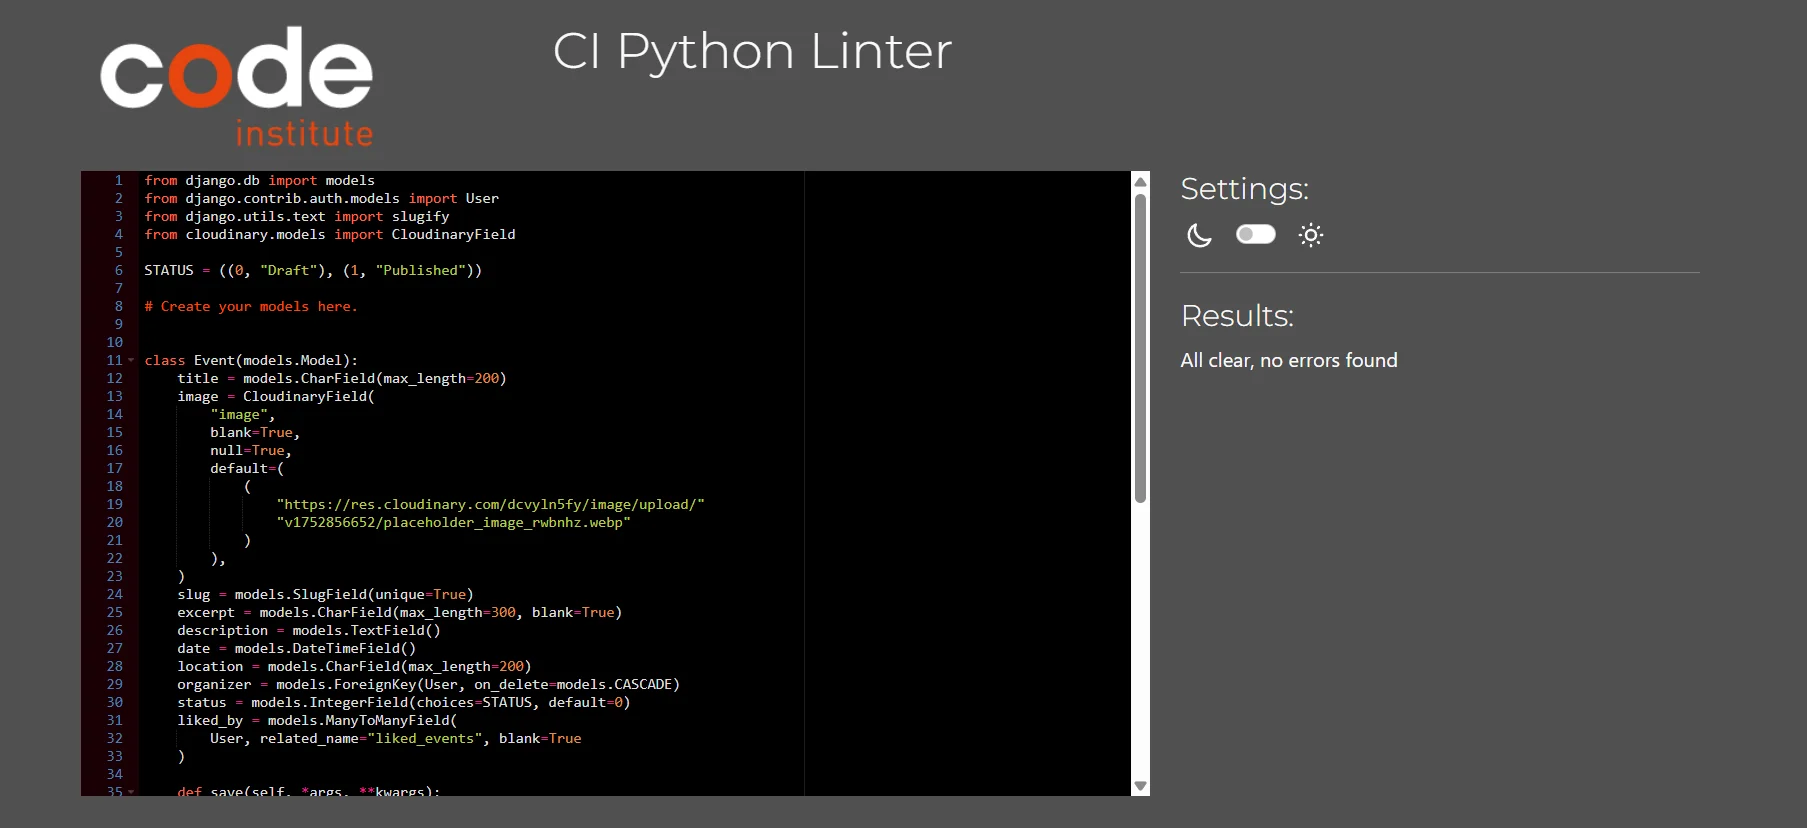 code
institute
CI Python Linter
1 from django.db import models
2 from django.contrib.auth.models import User
3 from django.utils.text import slugify
4 from cloudinary.models import CloudinaryField
5
6 STATUS = ((0, "Draft"), (1, "Published"))
7
8 # Create your models here.
9
10
11 class Event(models.Model):
12     title = models.CharField(max_length=200)
13     image = CloudinaryField(
14         "image",
15         blank=True,
16         null=True,
17         default=(
18             (
19                 "https://res.cloudinary.com/dcvyln5fy/image/upload/"
20                 "v1752856652/placeholder_image_rwbnhz.webp"
21             )
22         ),
23     )
24     slug = models.SlugField(unique=True)
25     excerpt = models.CharField(max_length=300, blank=True)
26     description = models.TextField()
27     date = models.DateTimeField()
28     location = models.CharField(max_length=200)
29     organizer = models.ForeignKey(User, on_delete=models.CASCADE)
30     status = models.IntegerField(choices=STATUS, default=0)
31     liked_by = models.ManyToManyField(
32         User, related_name="liked_events", blank=True
33     )
34
35     def save(self, *args, **kwargs):
Settings:
Results:
All clear, no errors found